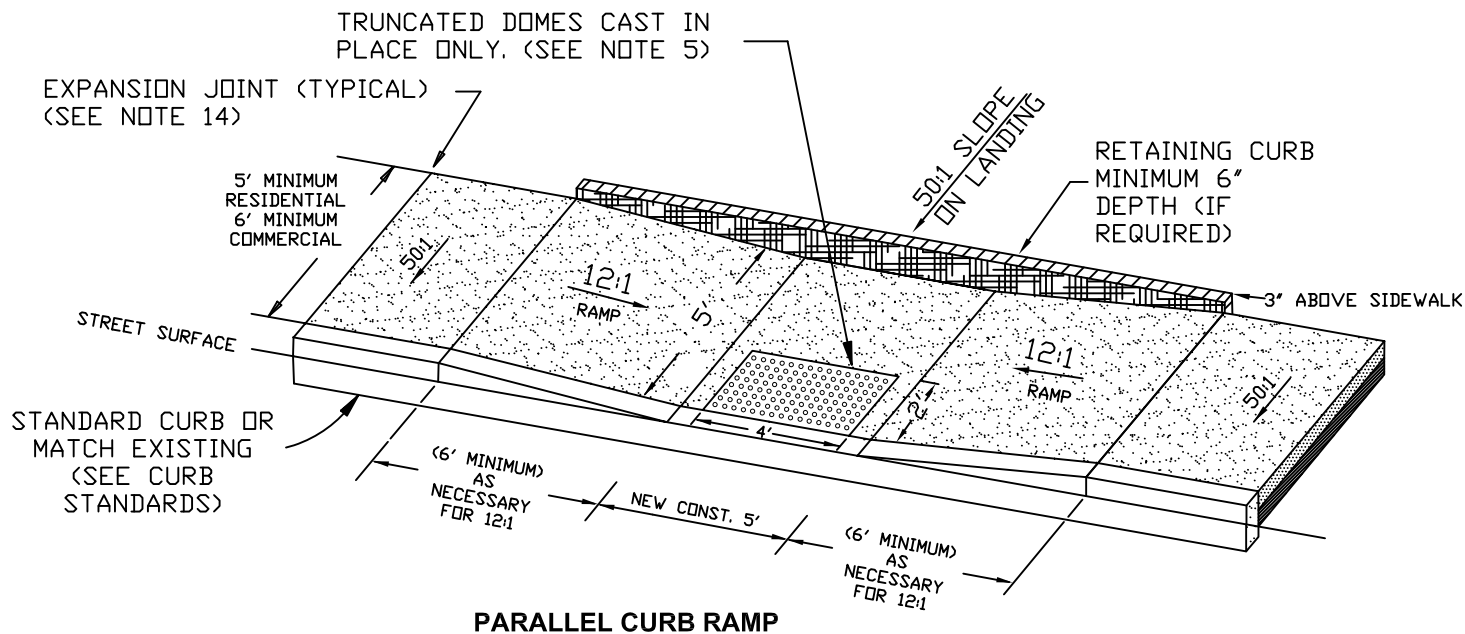 TRUNCATED DOMES CAST IN
PLACE ONLY. (SEE NOTE 5)
EXPANSION JOINT (TYPICAL)
(SEE NOTE 14)
50:1 SLOPE
ON LANDING
RETAINING CURB
MINIMUM 6"
DEPTH (IF
REQUIRED)
5' MINIMUM
RESIDENTIAL
6' MINIMUM
COMMERCIAL
50:1
12:1
RAMP
5'
3" ABOVE SIDEWALK
STREET SURFACE
12:1
RAMP
50:1
2'
4'
STANDARD CURB OR
MATCH EXISTING
(SEE CURB
STANDARDS)
(6' MINIMUM)
AS
NECESSARY
FOR 12:1
NEW CONST. 5'
(6' MINIMUM)
AS
NECESSARY
FOR 12:1
PARALLEL CURB RAMP